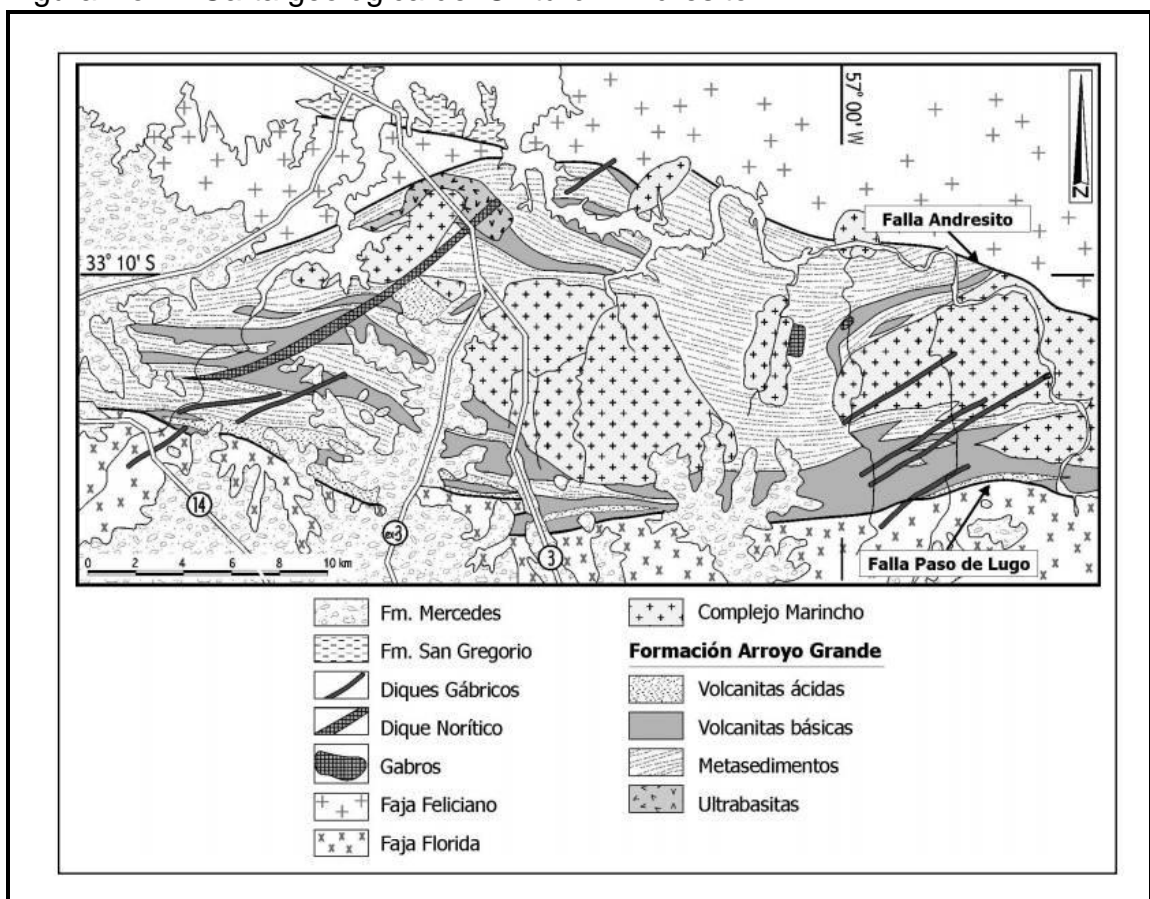 57° 00' W
N
Falla Andresito
33° 10' S
14
ex-3
3
0 2 4 6 8 10 km
Falla Paso de Lugo
Fm. Mercedes
Fm. San Gregorio
Diques Gábricos
Dique Norítico
Gabros
Faja Feliciano
Faja Florida
Complejo Marincho
Formación Arroyo Grande
Volcanitas ácidas
Volcanitas básicas
Metasedimentos
Ultrabasitas